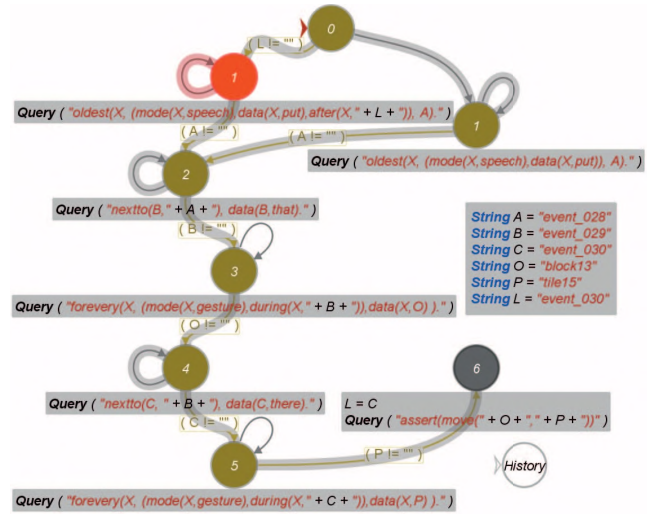 0
( L != "" )
1
Query ( "oldest(X, (mode(X,speech),data(X,put),after(X," + L + ")), A)." )
1
( A != "" )
( A != "" )
2
Query ( "oldest(X, (mode(X,speech),data(X,put)), A)." )
Query ( "nextto(B," + A + "), data(B,that)." )
( B != "" )
String A = "event_028"
String B = "event_029"
String C = "event_030"
String O = "block13"
String P = "tile15"
String L = "event_030"
3
Query ( "forevery(X, (mode(X,gesture),during(X," + B + ")),data(X,O) )." )
( O != "" )
4
6
Query ( "nextto(C, " + B + "), data(C,there)." )
L = C
Query ( "assert(move(" + O + "," + P + "))" )
( C != "" )
( P != "" )
5
History
Query ( "forevery(X, (mode(X,gesture),during(X," + C + ")),data(X,P) )." )